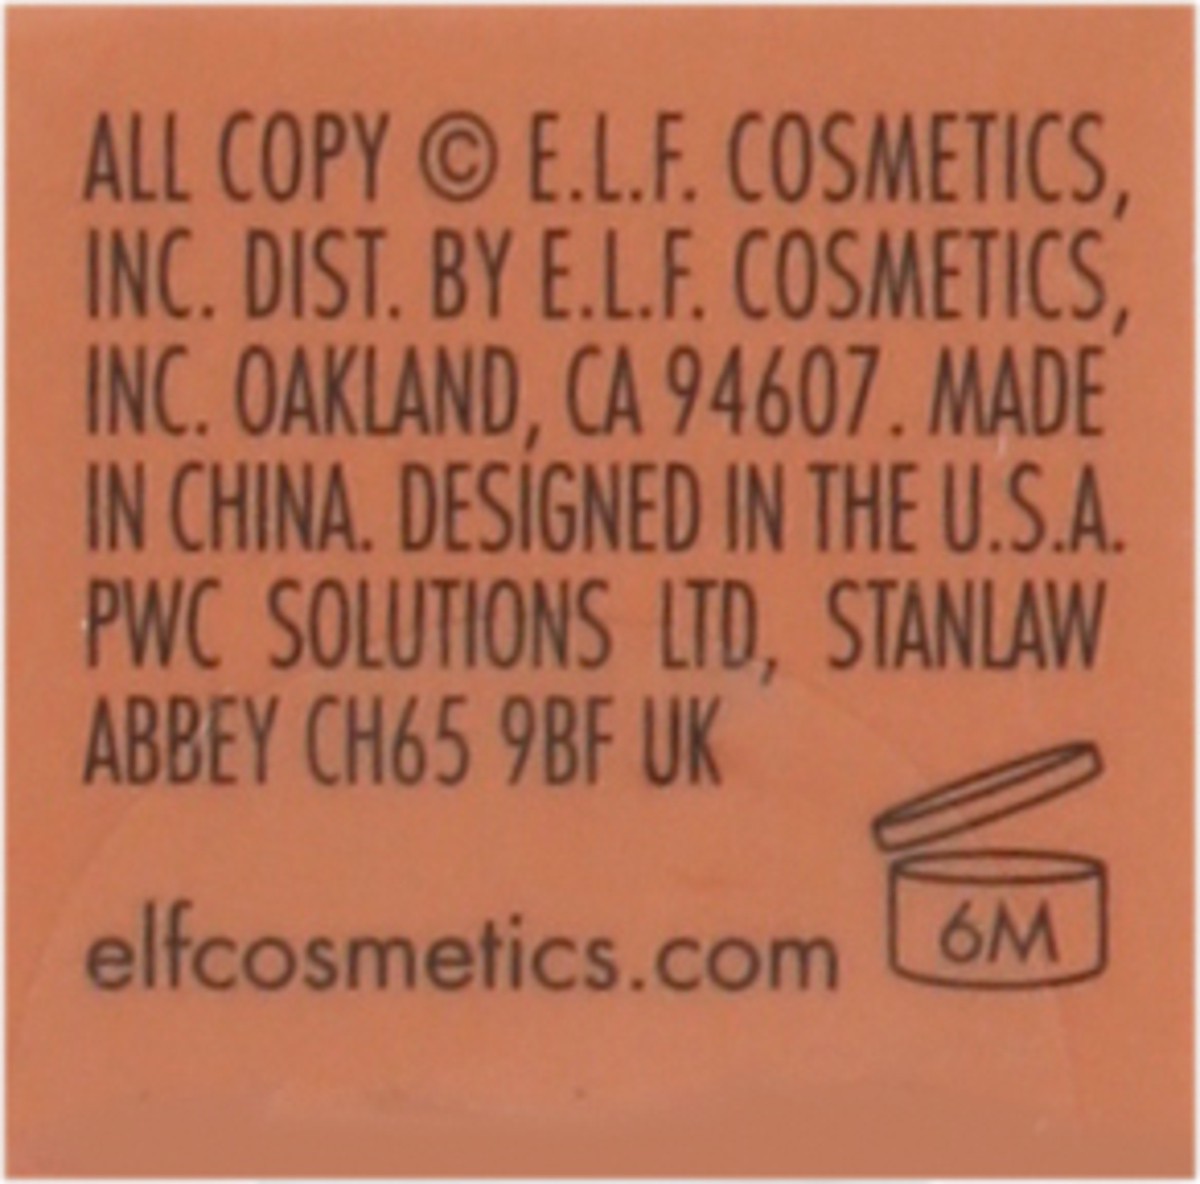 ALL COPY © E.L.F. COSMETICS,
INC. DIST. BY E.L.F. COSMETICS,
INC. OAKLAND, CA 94607. MADE
IN CHINA. DESIGNED IN THE U.S.A.
PWC SOLUTIONS LTD, STANLAW
ABBEY CH65 9BF UK
elfcosmetics.com
6M